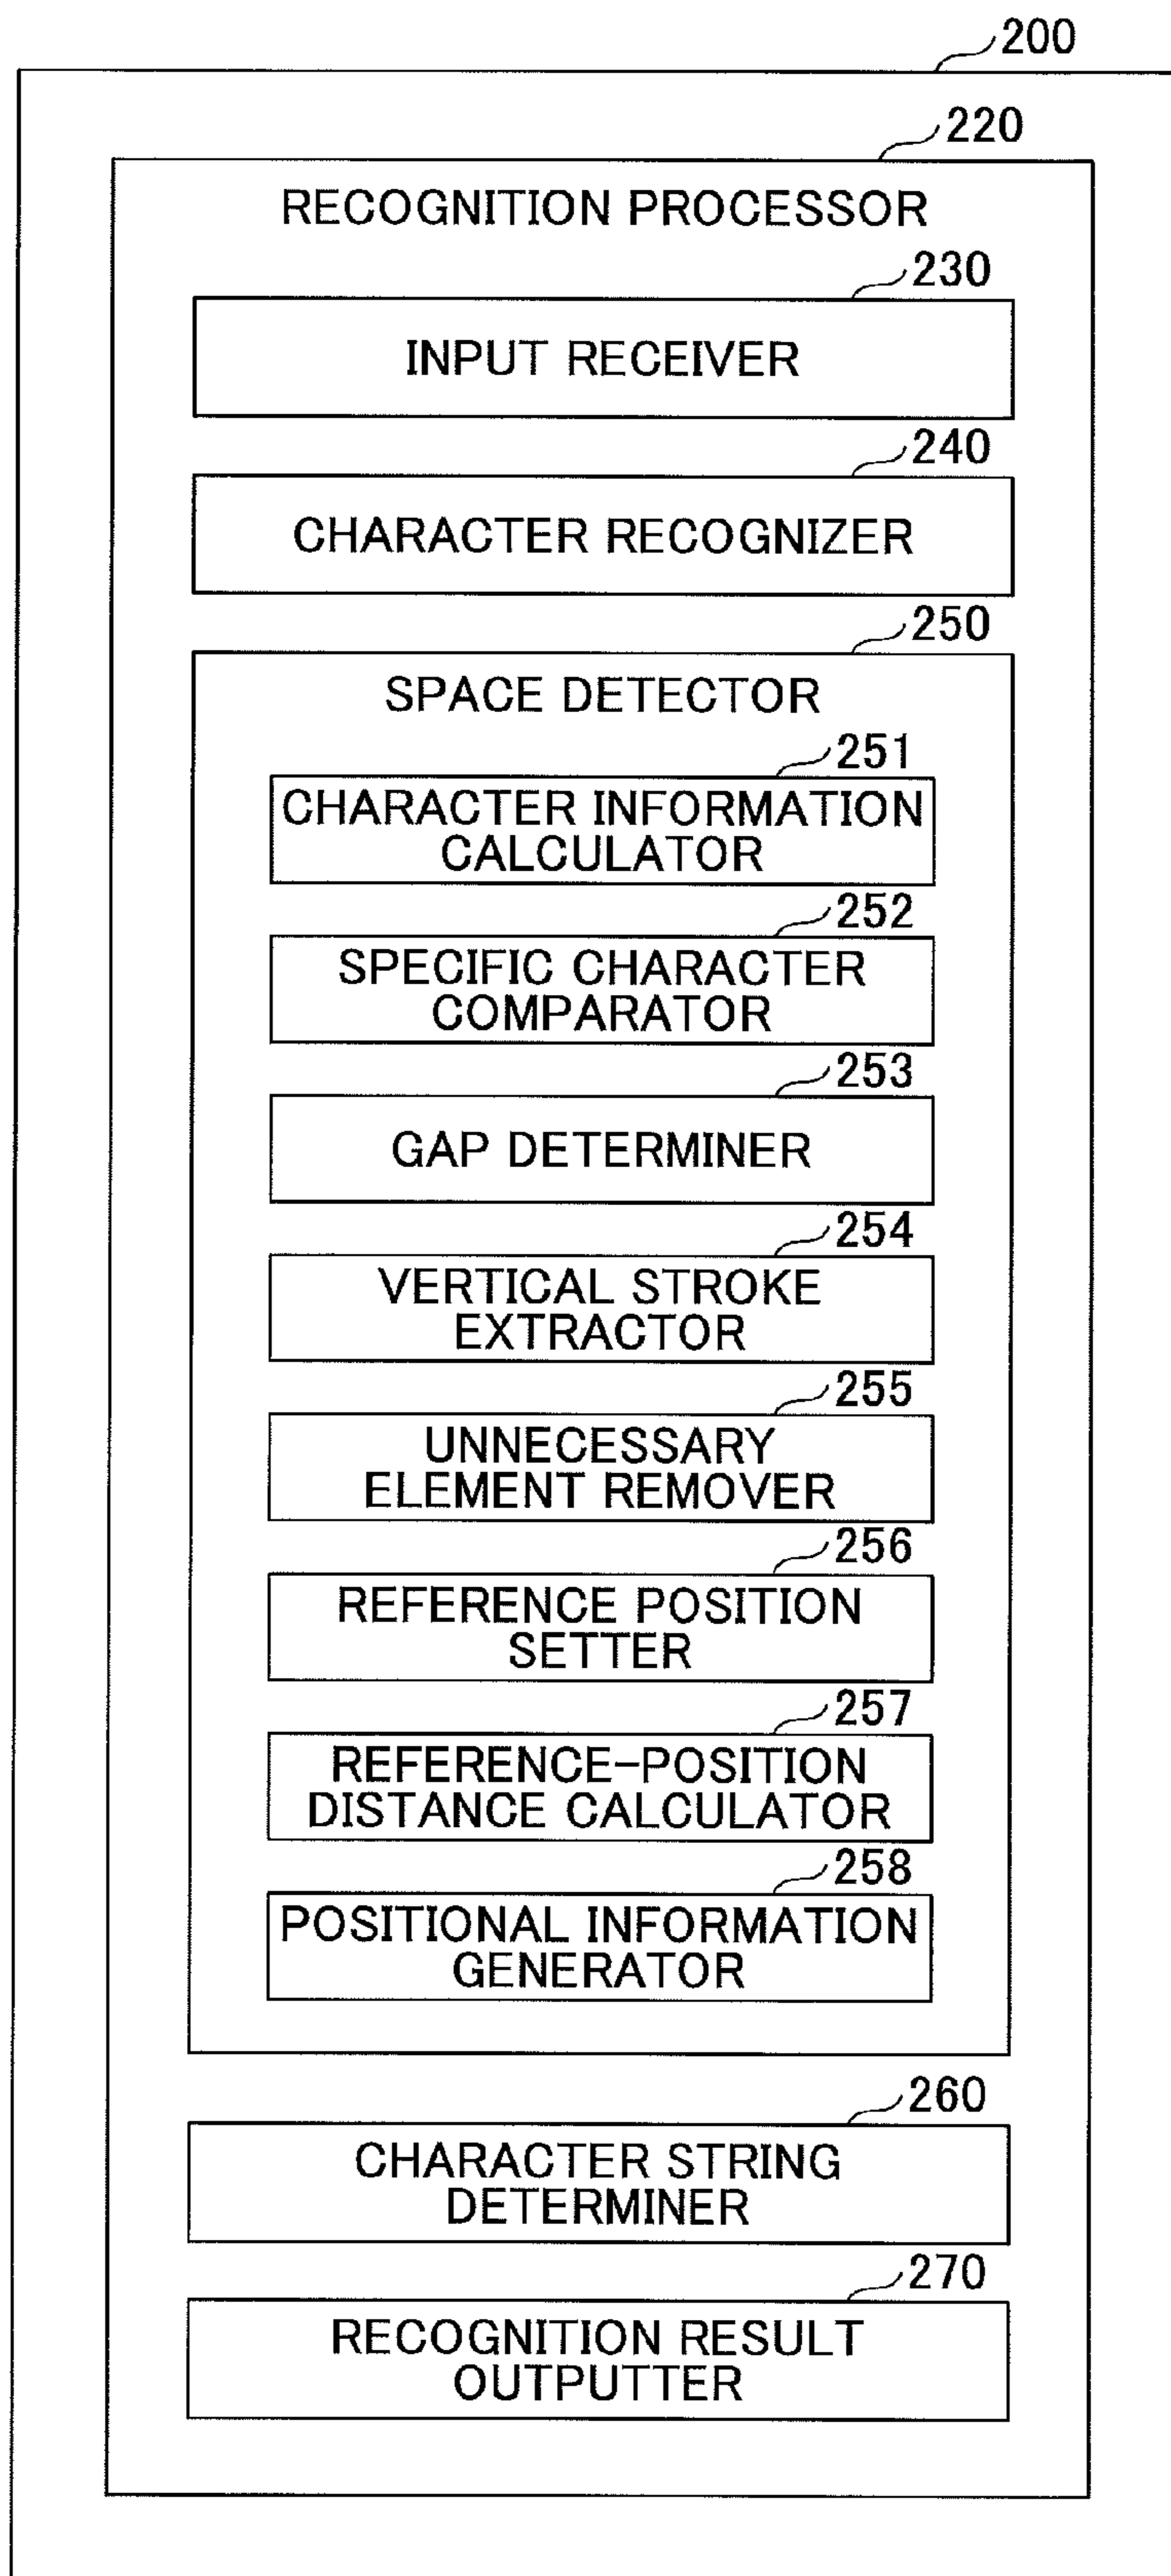 200
220
RECOGNITION PROCESSOR
230
INPUT RECEIVER
240
CHARACTER RECOGNIZER
250
SPACE DETECTOR
251
CHARACTER INFORMATION
CALCULATOR
252
SPECIFIC CHARACTER
COMPARATOR
253
GAP DETERMINER
254
VERTICAL STROKE
EXTRACTOR
255
UNNECESSARY
ELEMENT REMOVER
256
REFERENCE POSITION
SETTER
257
REFERENCE-POSITION
DISTANCE CALCULATOR
258
POSITIONAL INFORMATION
GENERATOR
260
CHARACTER STRING
DETERMINER
270
RECOGNITION RESULT
OUTPUTTER